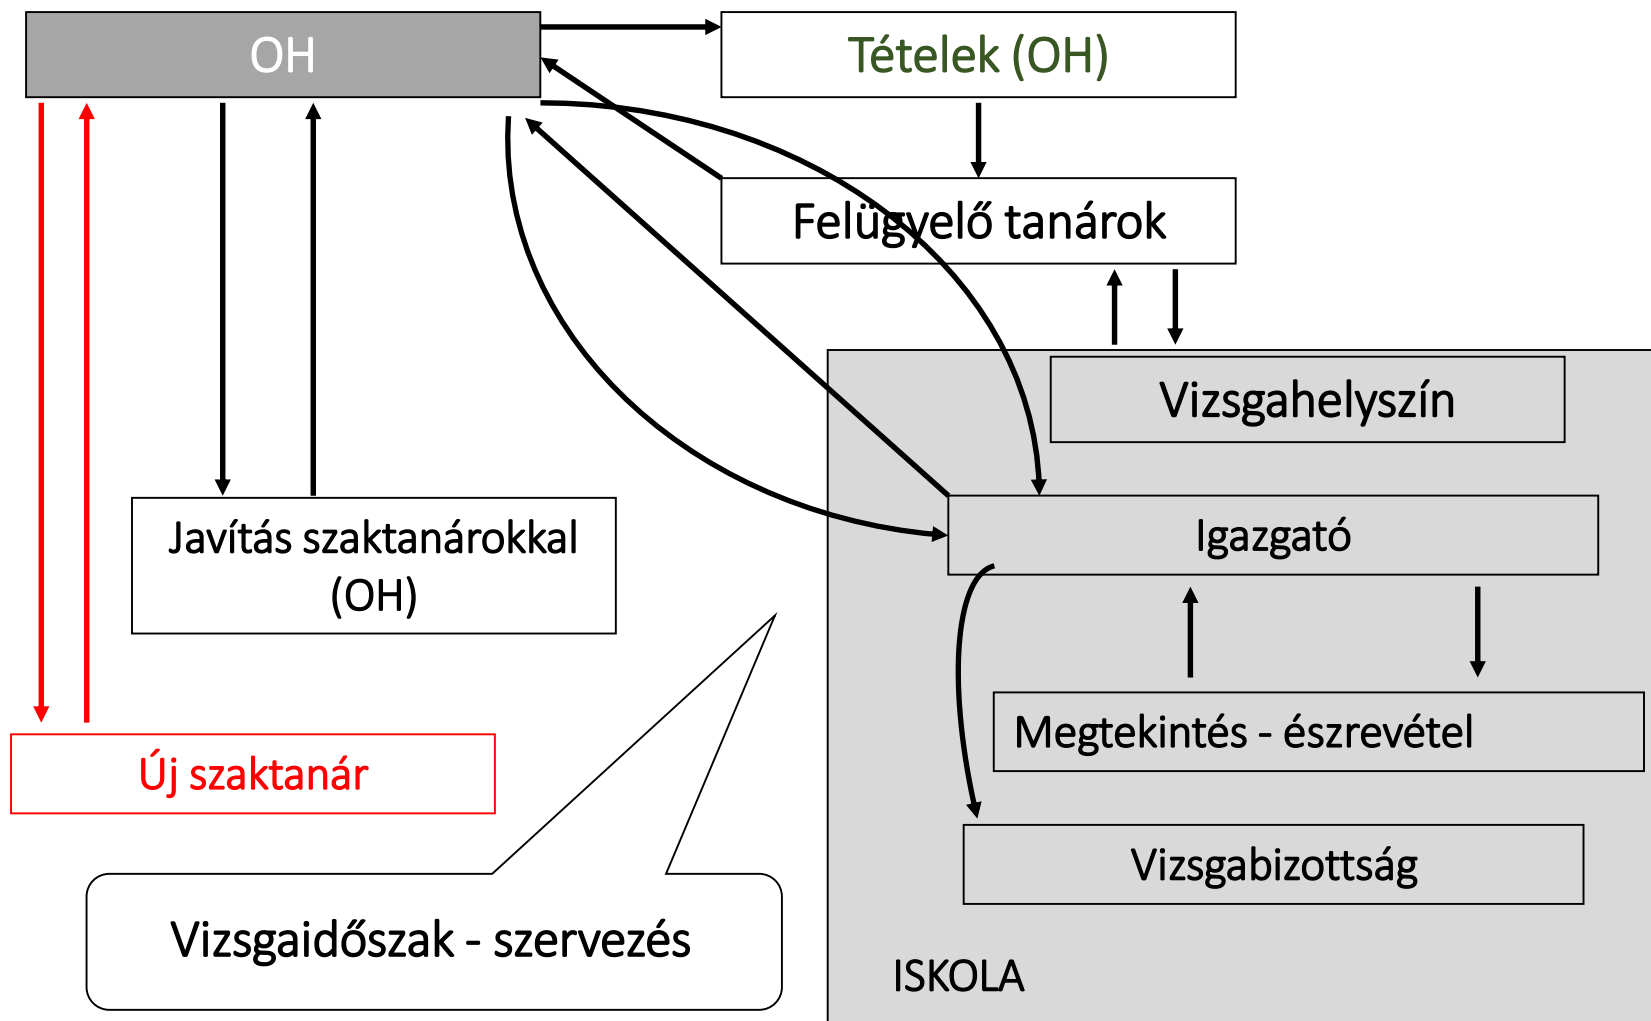 OH
Tételek (OH)
Felügyelő tanárok
Vizsgahelyszín
Javítás szaktanárokkal
(OH)
Igazgató
Megtekintés - észrevétel
Új szaktanár
Vizsgabizottság
Vizsgaidőszak - szervezés
ISKOLA